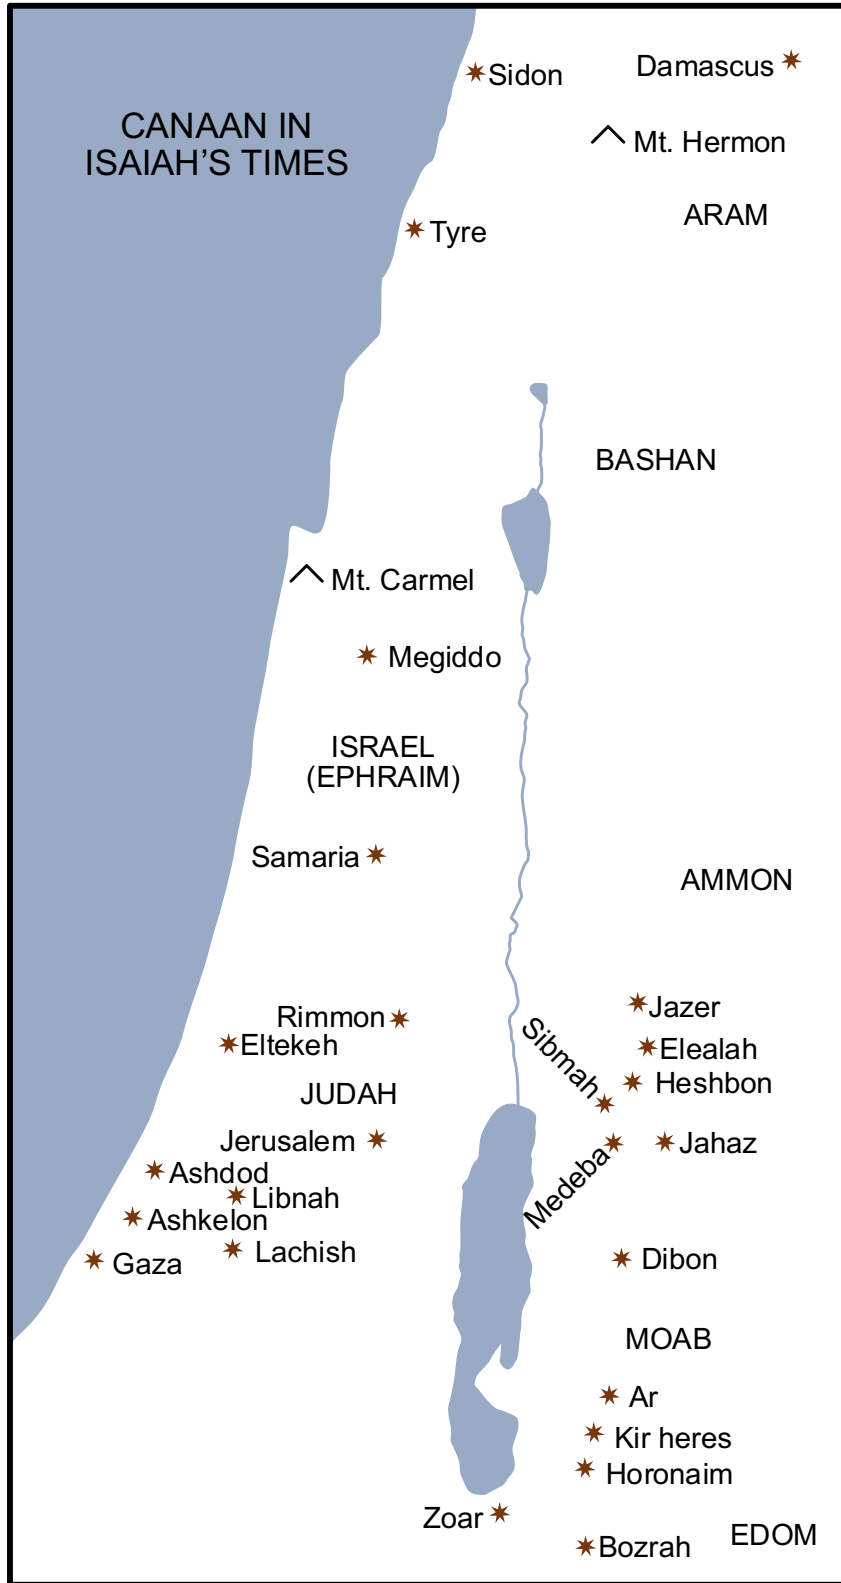 Sidon
Damascus
CANAAN IN
ISAIAH'S TIMES
Mt. Hermon
ARAM
Tyre
BASHAN
Mt. Carmel
Megiddo
ISRAEL
(EPHRAIM)
Samaria
AMMON
Jazer
Rimmon
Eltekeh
Sibmah
Elealah
Heshbon
JUDAH
Jerusalem
Jahaz
Ashdod
Medeba
Libnah
Ashkelon
Lachish
Gaza
Dibon
MOAB
Ar
Kir heres
Horonaim
Zoar
EDOM
Bozrah